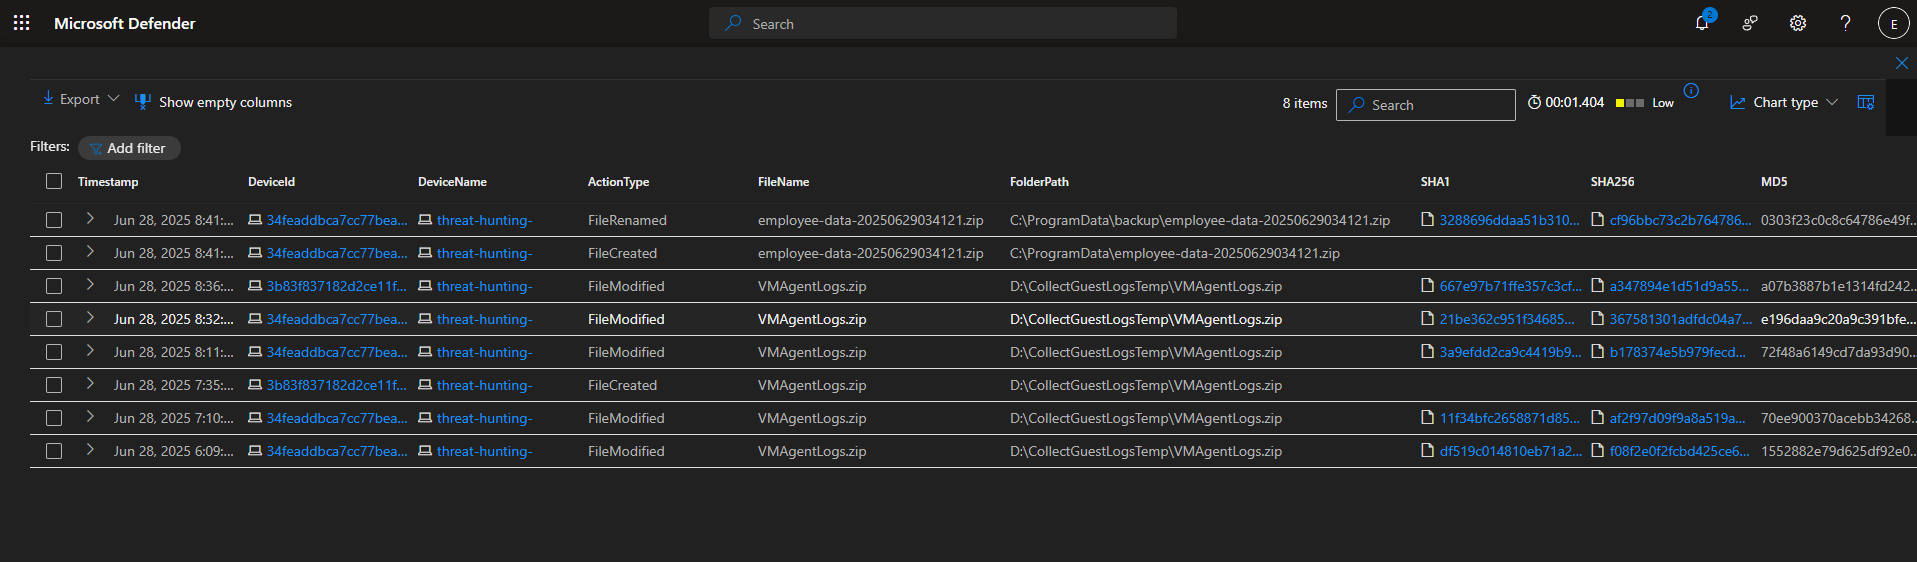 Microsoft Defender
Search
2
E
Export
Show empty columns
8 items
Search
00:01.404
Low
Chart type
Filters:
Add filter
Timestamp DeviceId DeviceName ActionType FileName FolderPath SHA1 SHA256 MD5
Jun 28, 2025 8:41:... 34feaddbca7cc77bea... threat-hunting- FileRenamed employee-data-20250629034121.zip C:\ProgramData\backup\employee-data-20250629034121.zip 3288696ddaa51b310... cf96bbc73c2b764786... 0303f23c0c8c64786e49f...
Jun 28, 2025 8:41:... 34feaddbca7cc77bea... threat-hunting- FileCreated employee-data-20250629034121.zip C:\ProgramData\employee-data-20250629034121.zip
Jun 28, 2025 8:36:... 3b83f837182d2ce11f... threat-hunting- FileModified VMAgentLogs.zip D:\CollectGuestLogsTemp\VMAgentLogs.zip 667e97b71ffe357c3cf... a347894e1d51d9a55... a07b3887b1e1314fd242...
Jun 28, 2025 8:32:... 34feaddbca7cc77bea... threat-hunting- FileModified VMAgentLogs.zip D:\CollectGuestLogsTemp\VMAgentLogs.zip 21be362c951f34685... 367581301adfdc04a7... e196daa9c20a9c391bfe...
Jun 28, 2025 8:11:... 34feaddbca7cc77bea... threat-hunting- FileModified VMAgentLogs.zip D:\CollectGuestLogsTemp\VMAgentLogs.zip 3a9efdd2ca9c4419b9... b178374e5b979fecd... 72f48a6149cd7da93d90...
Jun 28, 2025 7:35:... 3b83f837182d2ce11f... threat-hunting- FileCreated VMAgentLogs.zip D:\CollectGuestLogsTemp\VMAgentLogs.zip
Jun 28, 2025 7:10:... 34feaddbca7cc77bea... threat-hunting- FileModified VMAgentLogs.zip D:\CollectGuestLogsTemp\VMAgentLogs.zip 11f34bfc2658871d85... af2f97d09f9a8a519a... 70ee900370acebb34268...
Jun 28, 2025 6:09:... 34feaddbca7cc77bea... threat-hunting- FileModified VMAgentLogs.zip D:\CollectGuestLogsTemp\VMAgentLogs.zip df519c014810eb71a2... f08f2e0f2fcbd425ce6... 1552882e79d625df92e0...